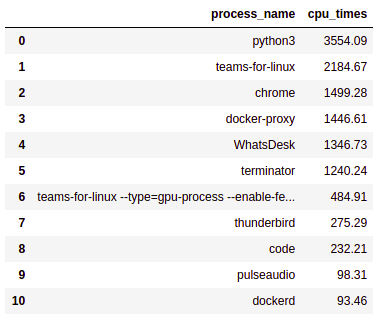 process_name cpu_times
0 python3 3554.09
1 teams-for-linux 2184.67
2 chrome 1499.28
3 docker-proxy 1446.61
4 WhatsDesk 1346.73
5 terminator 1240.24
6 teams-for-linux --type=gpu-process --enable-fe... 484.91
7 thunderbird 275.29
8 code 232.21
9 pulseaudio 98.31
10 dockerd 93.46